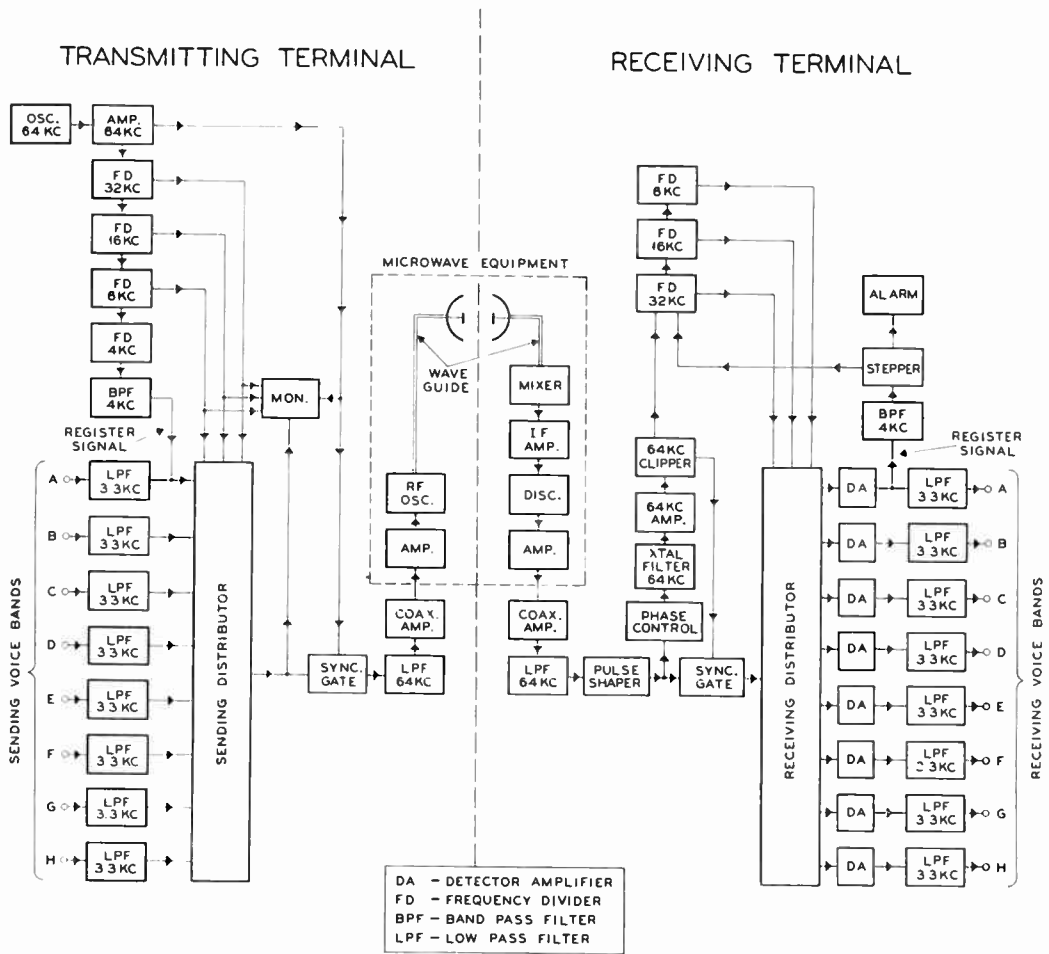 TRANSMITTING TERMINAL
RECEIVING TERMINAL
OSC.
64 KC
AMP.
64KC
FD
32KC
FD
16KC
FD
8KC
FD
4KC
BPF
4KC
REGISTER
SIGNAL
MON.
MICROWAVE EQUIPMENT
WAVE
GUIDE
RF
OSC.
AMP.
COAX.
AMP.
LPF
64KC
SYNC.
GATE
SENDING DISTRIBUTOR
SENDING VOICE BANDS
A
LPF
3.3KC
B
LPF
3.3KC
C
LPF
3.3KC
D
LPF
3.3KC
E
LPF
3.3KC
F
LPF
3.3KC
G
LPF
3.3KC
H
LPF
3.3KC
MIXER
IF
AMP.
DISC.
AMP.
COAX.
AMP.
LPF
64KC
PULSE
SHAPER
SYNC.
GATE
PHASE
CONTROL
XTAL
FILTER
64KC
64KC
AMP.
64KC
CLIPPER
FD
8KC
FD
16KC
FD
32KC
ALARM
STEPPER
BPF
4KC
REGISTER
SIGNAL
RECEIVING DISTRIBUTOR
DA
LPF
3.3KC
A
DA
LPF
3.3KC
B
DA
LPF
3.3KC
C
DA
LPF
3.3KC
D
DA
LPF
3.3KC
E
DA
LPF
3.3KC
F
DA
LPF
3.3KC
G
DA
LPF
3.3KC
H
RECEIVING VOICE BANDS
DA – DETECTOR AMPLIFIER
FD – FREQUENCY DIVIDER
BPF – BAND PASS FILTER
LPF – LOW PASS FILTER